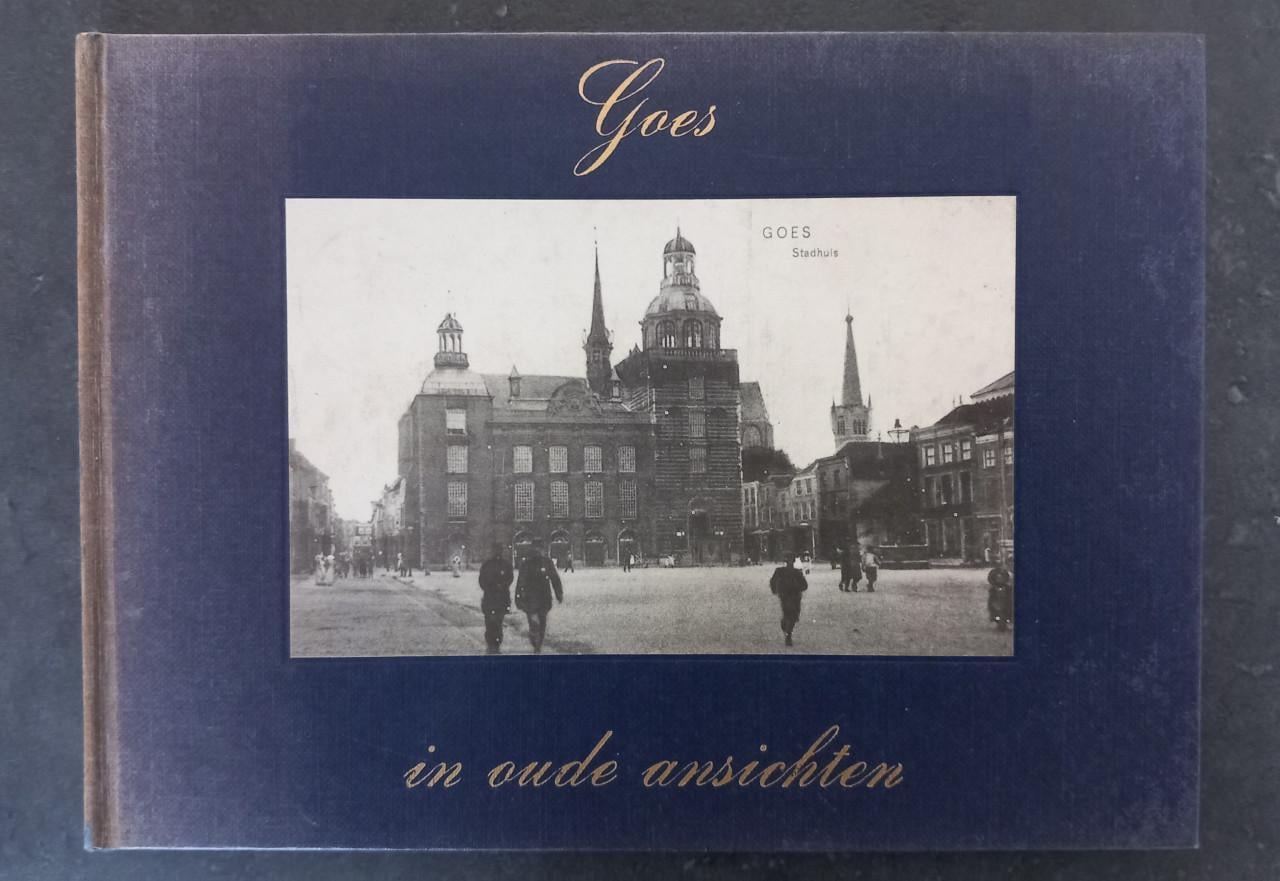 Goes
GOES
Stadhuis
in oude ansichten